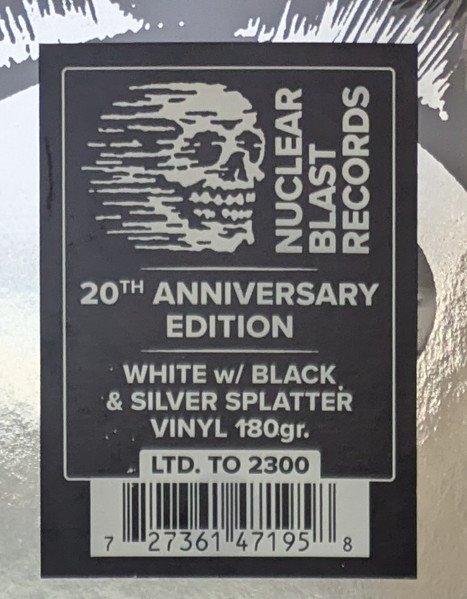 NUCLEAR
BLAST
RECORDS
20TH ANNIVERSARY
EDITION
WHITE w/ BLACK
& SILVER SPLATTER
VINYL 180gr.
LTD. TO 2300
7 27361 47195 8